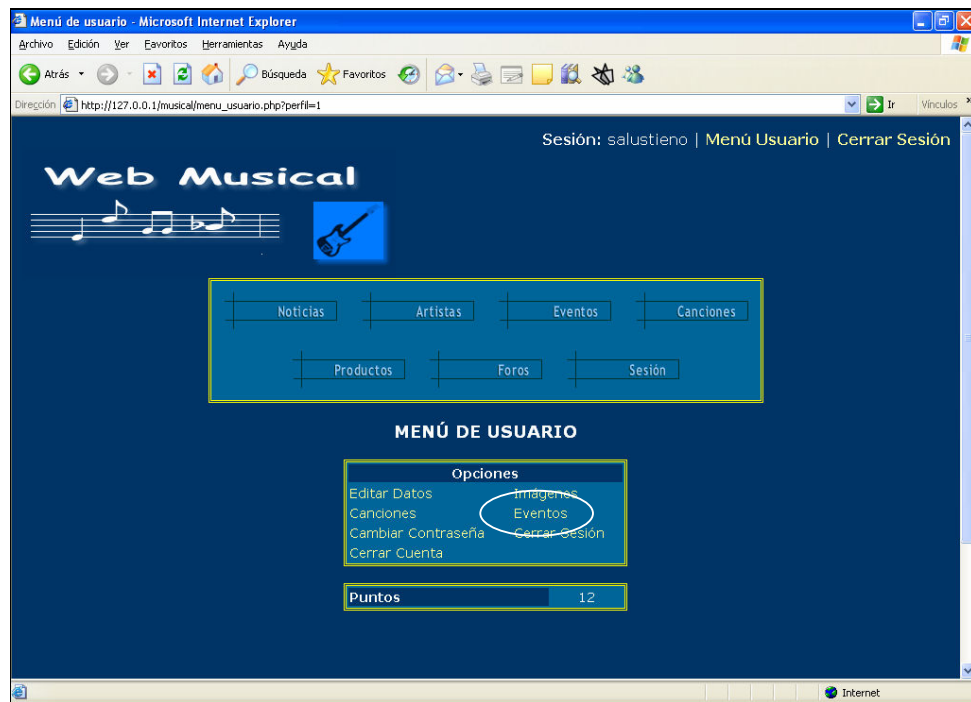 Menú de usuario - Microsoft Internet Explorer
Archivo Edición Ver Favoritos Herramientas Ayuda
Atrás Búsqueda Favoritos
Dirección http://127.0.0.1/musical/menu_usuario.php?perfil=1 Ir Vínculos »
Sesión: salustieno | Menú Usuario | Cerrar Sesión
Web Musical
Noticias Artistas Eventos Canciones
Productos Foros Sesión
MENÚ DE USUARIO
Opciones
Editar Datos Imágenes
Canciones Eventos
Cambiar Contraseña Cerrar Sesión
Cerrar Cuenta
Puntos 12
Internet